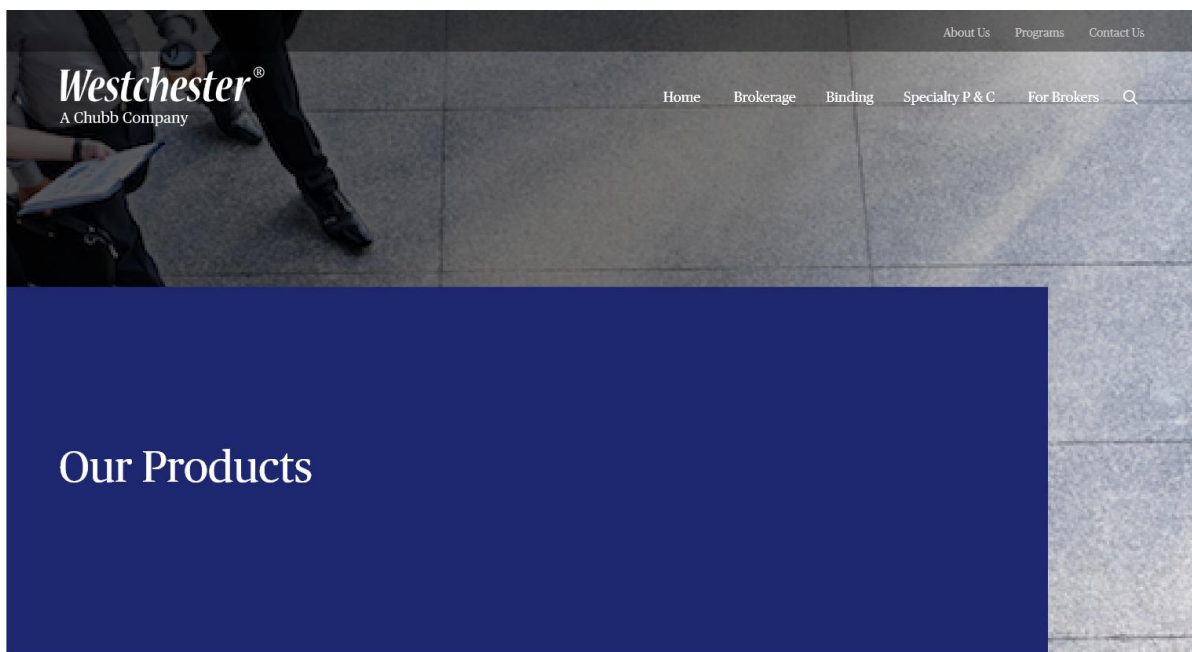 About Us Programs Contact Us
Westchester®
A Chubb Company
Home Brokerage Binding Specialty P & C For Brokers
Our Products